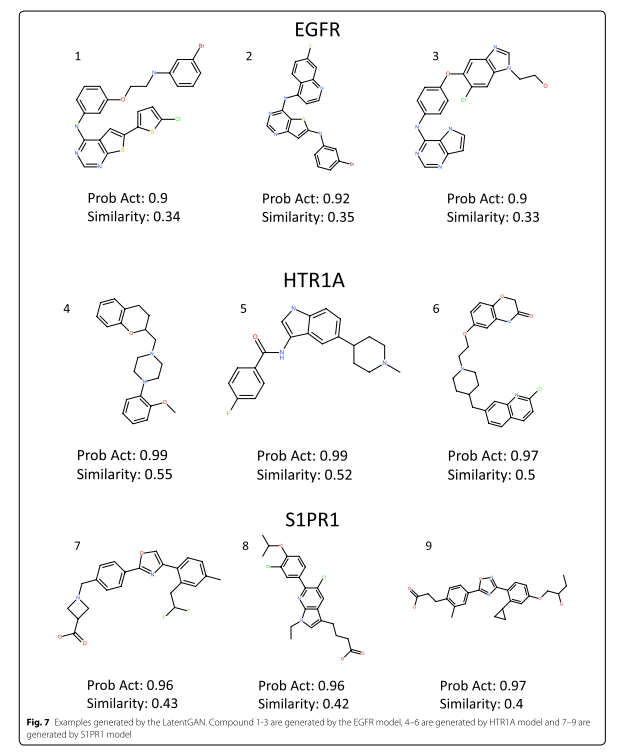 EGFR
1 2 3
Prob Act: 0.9 Prob Act: 0.92 Prob Act: 0.9
Similarity: 0.34 Similarity: 0.35 Similarity: 0.33
HTR1A
4 5 6
Prob Act: 0.99 Prob Act: 0.99 Prob Act: 0.97
Similarity: 0.55 Similarity: 0.52 Similarity: 0.5
S1PR1
7 8 9
Prob Act: 0.96 Prob Act: 0.96 Prob Act: 0.97
Similarity: 0.43 Similarity: 0.42 Similarity: 0.4
Fig. 7 Examples generated by the LatentGAN. Compound 1-3 are generated by the EGFR model, 4–6 are generated by HTR1A model and 7–9 are
generated by S1PR1 model